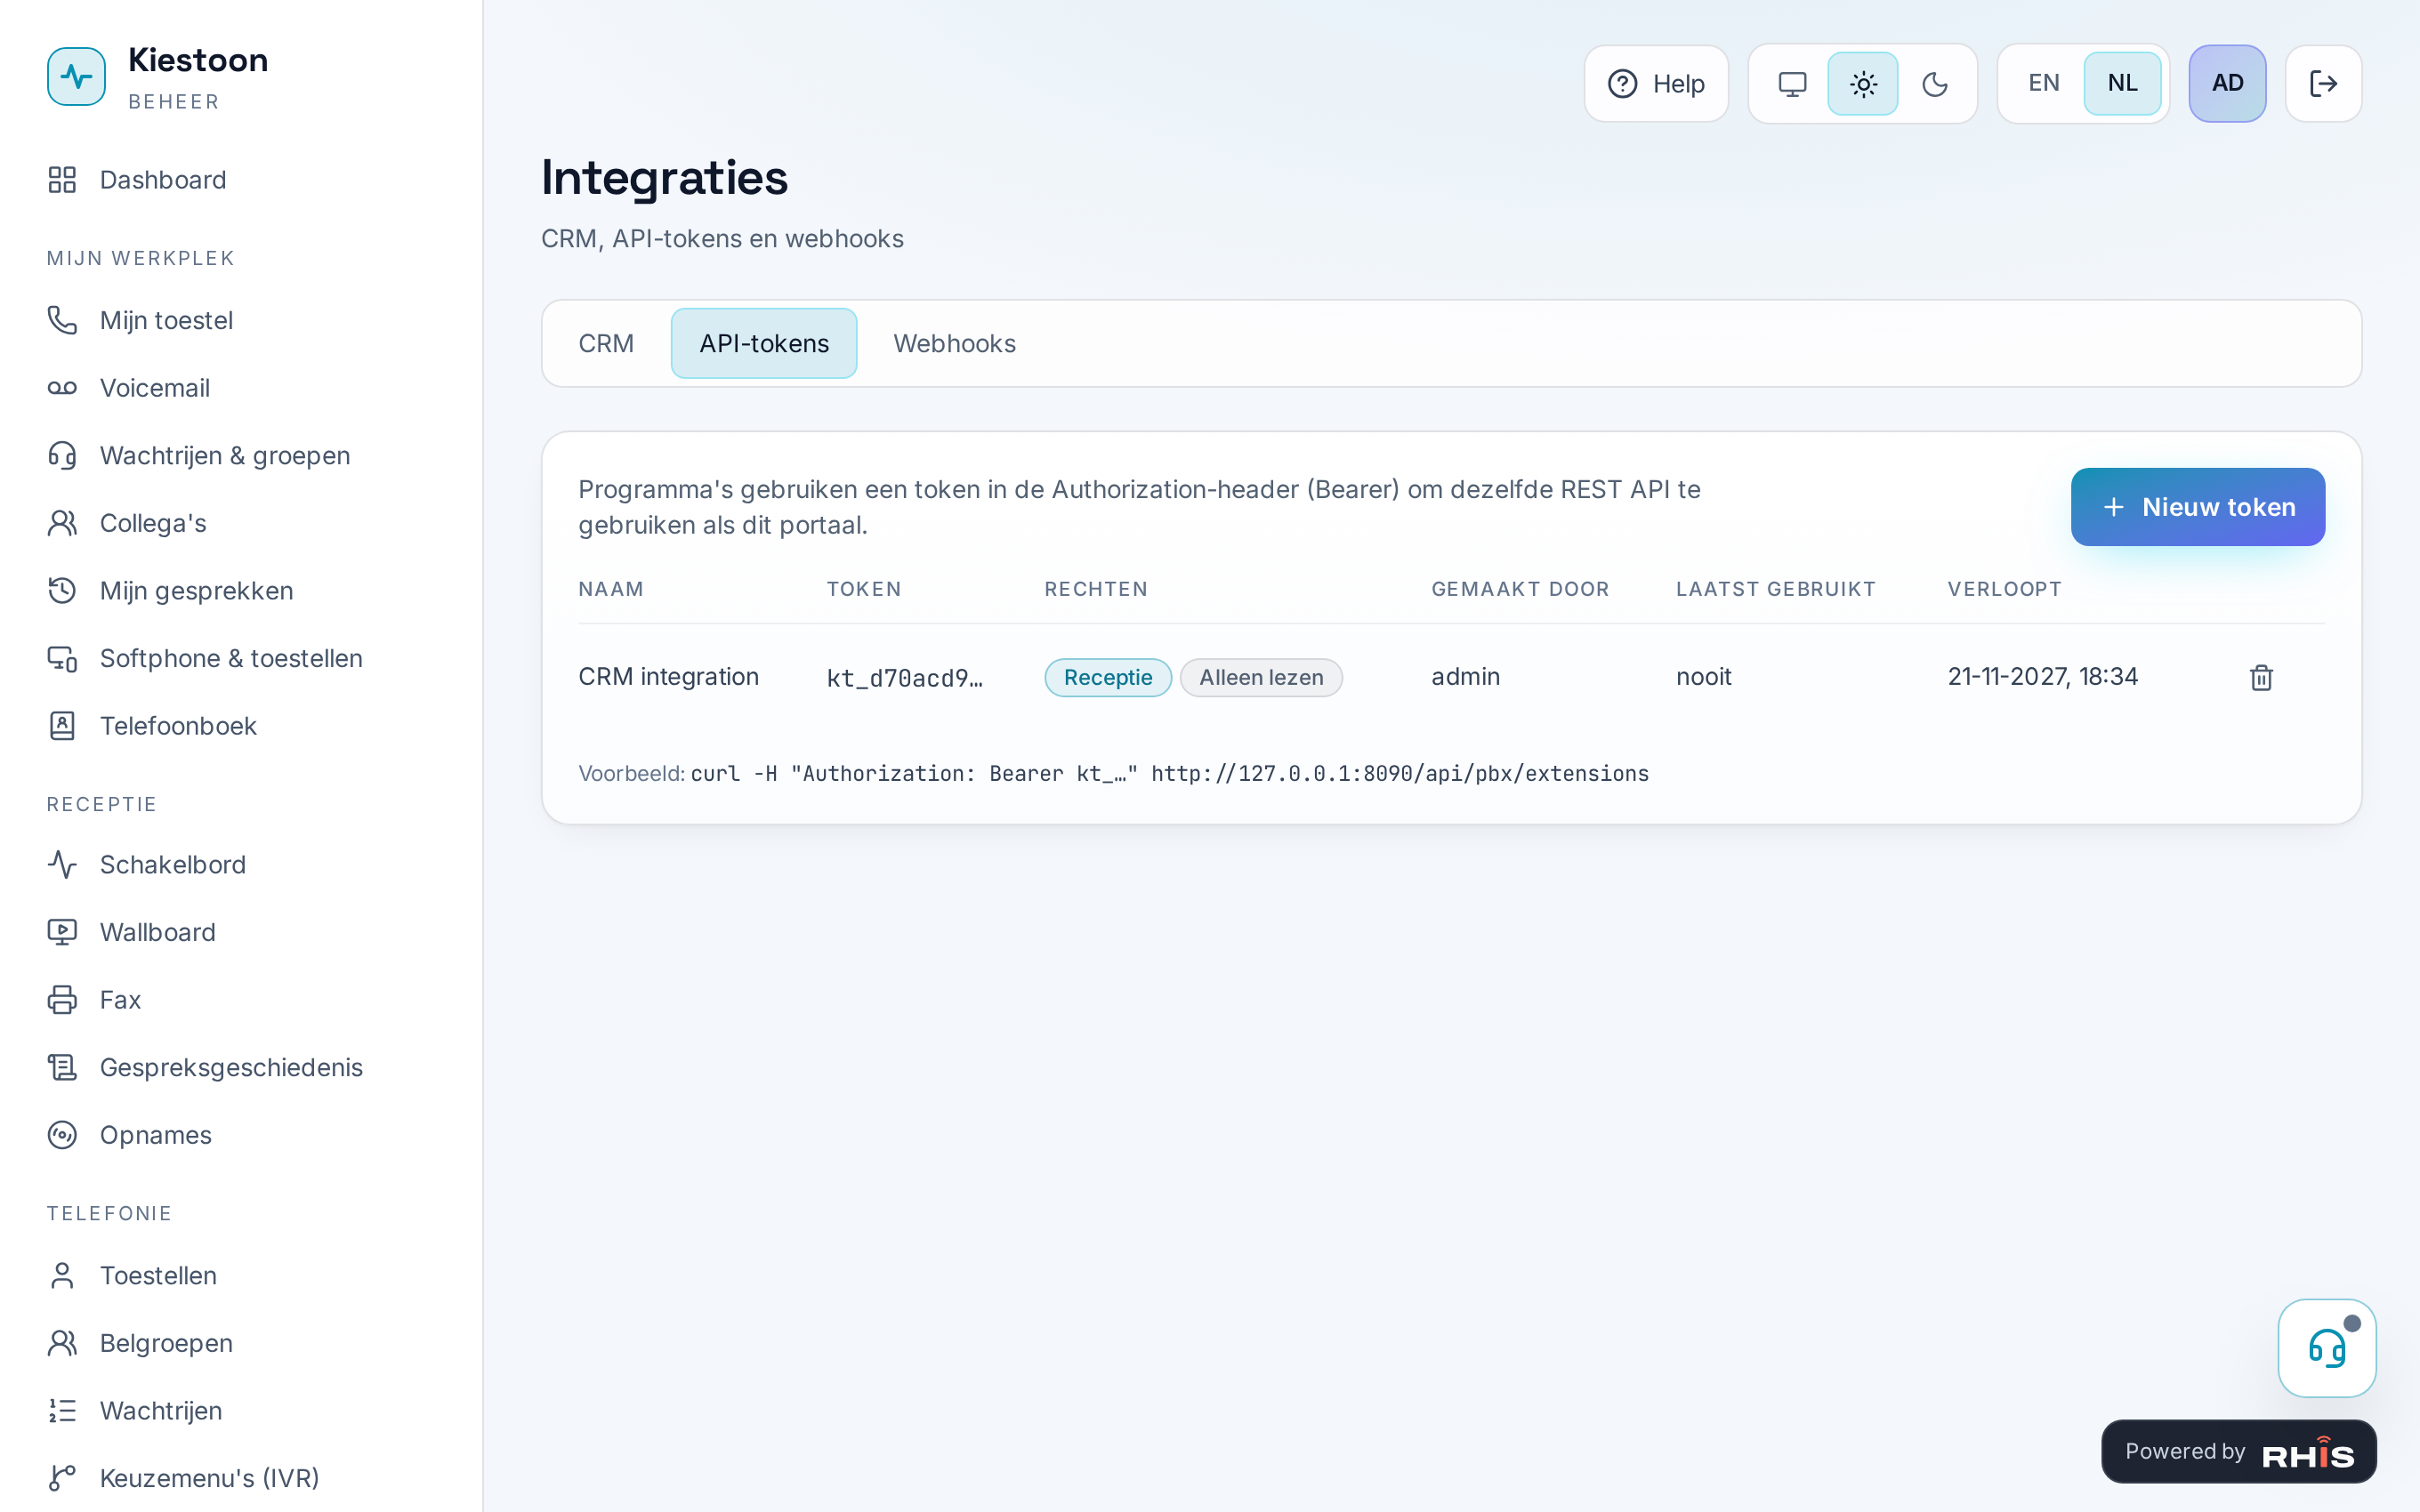 Kiestoon
BEHEER
Dashboard
MIJN WERKPLEK
Mijn toestel
Voicemail
Wachtrijen & groepen
Collega's
Mijn gesprekken
Softphone & toestellen
Telefoonboek
RECEPTIE
Schakelbord
Wallboard
Fax
Gespreksgeschiedenis
Opnames
TELEFONIE
Toestellen
Belgroepen
Wachtrijen
Keuzemenu's (IVR)
Help
EN NL
AD
Integraties
CRM, API-tokens en webhooks
CRM API-tokens Webhooks
Programma's gebruiken een token in de Authorization-header (Bearer) om dezelfde REST API te
gebruiken als dit portaal.
Nieuw token
NAAM TOKEN RECHTEN GEMAAKT DOOR LAATST GEBRUIKT VERLOOPT
CRM integration kt_d70acd9… Receptie Alleen lezen admin nooit 21-11-2027, 18:34
Voorbeeld: curl -H "Authorization: Bearer kt_…" http://127.0.0.1:8090/api/pbx/extensions
Powered by RHIS